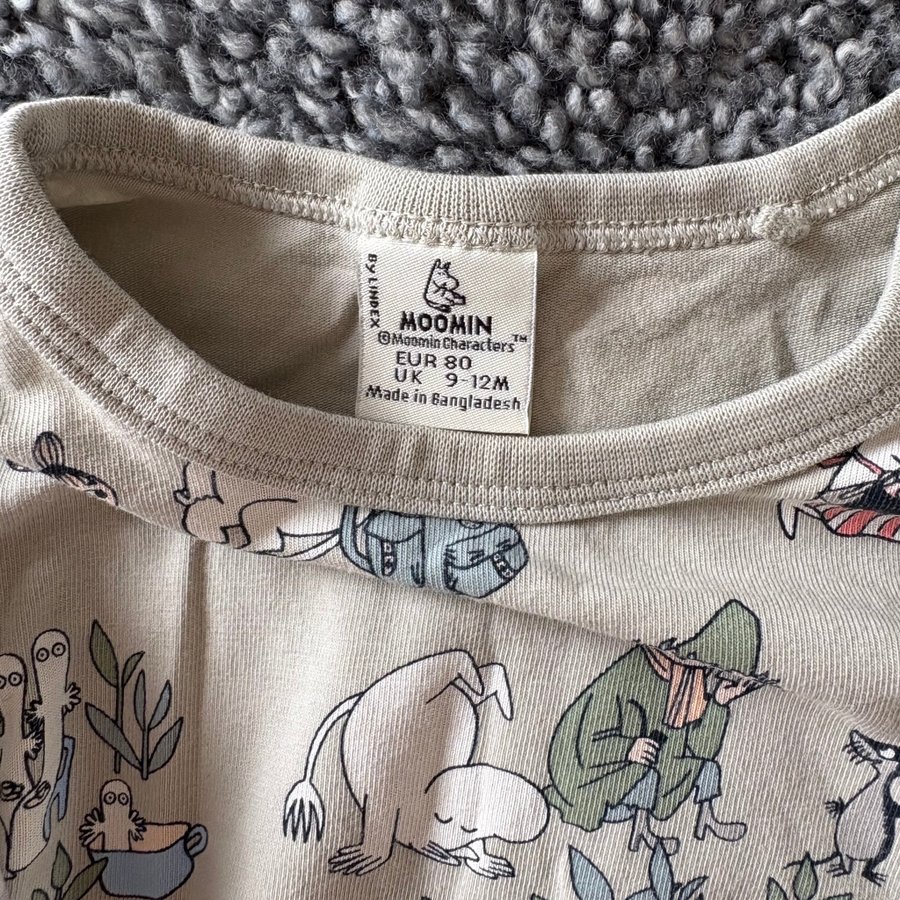 By LINDEX
MOOMIN
©Moomin Characters™
EUR 80
UK 9-12M
Made in Bangladesh